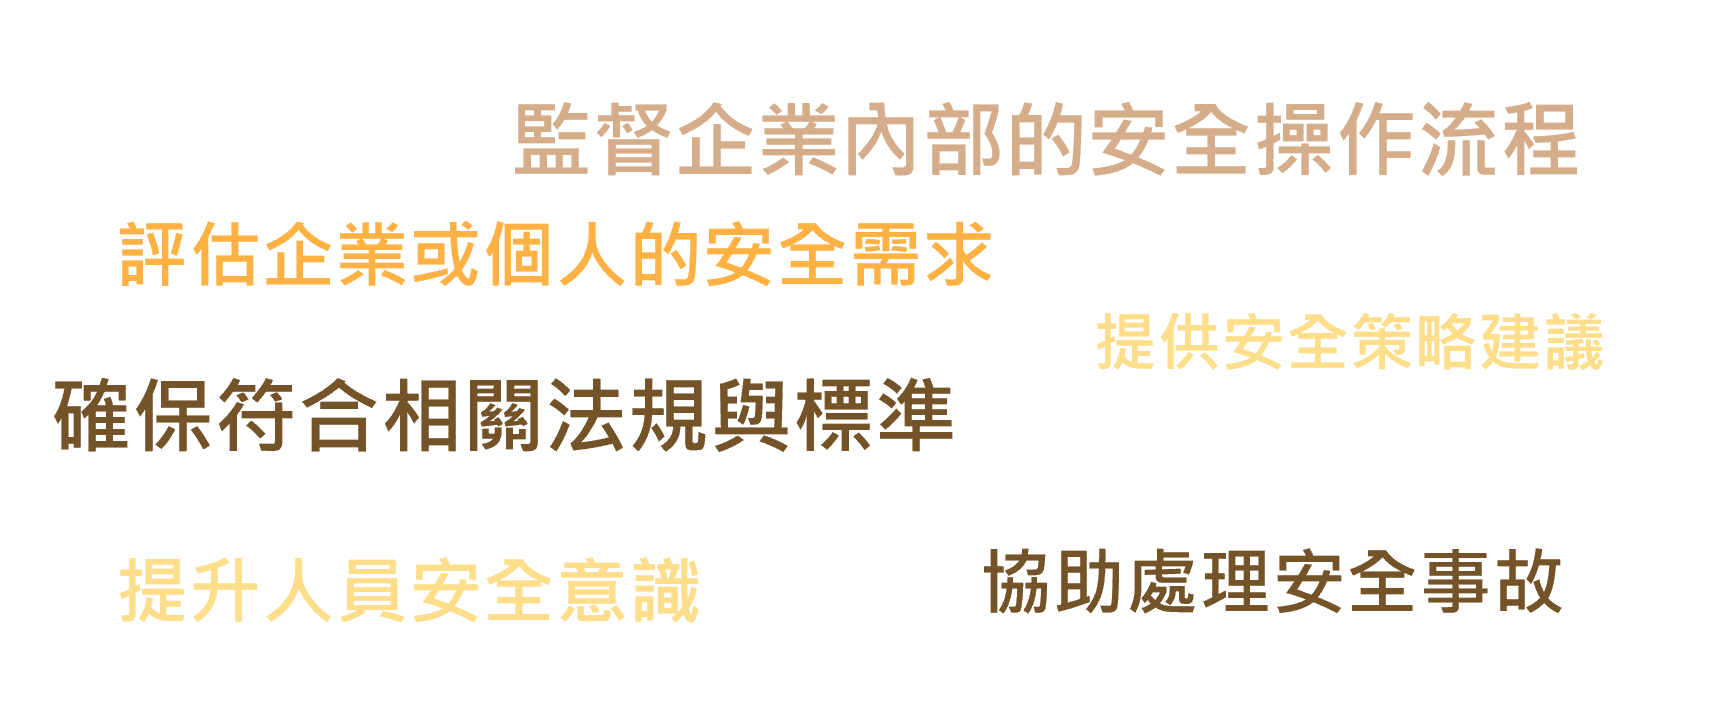 監督企業內部的安全操作流程
評估企業或個人的安全需求
提供安全策略建議
確保符合相關法規與標準
協助處理安全事故
提升人員安全意識